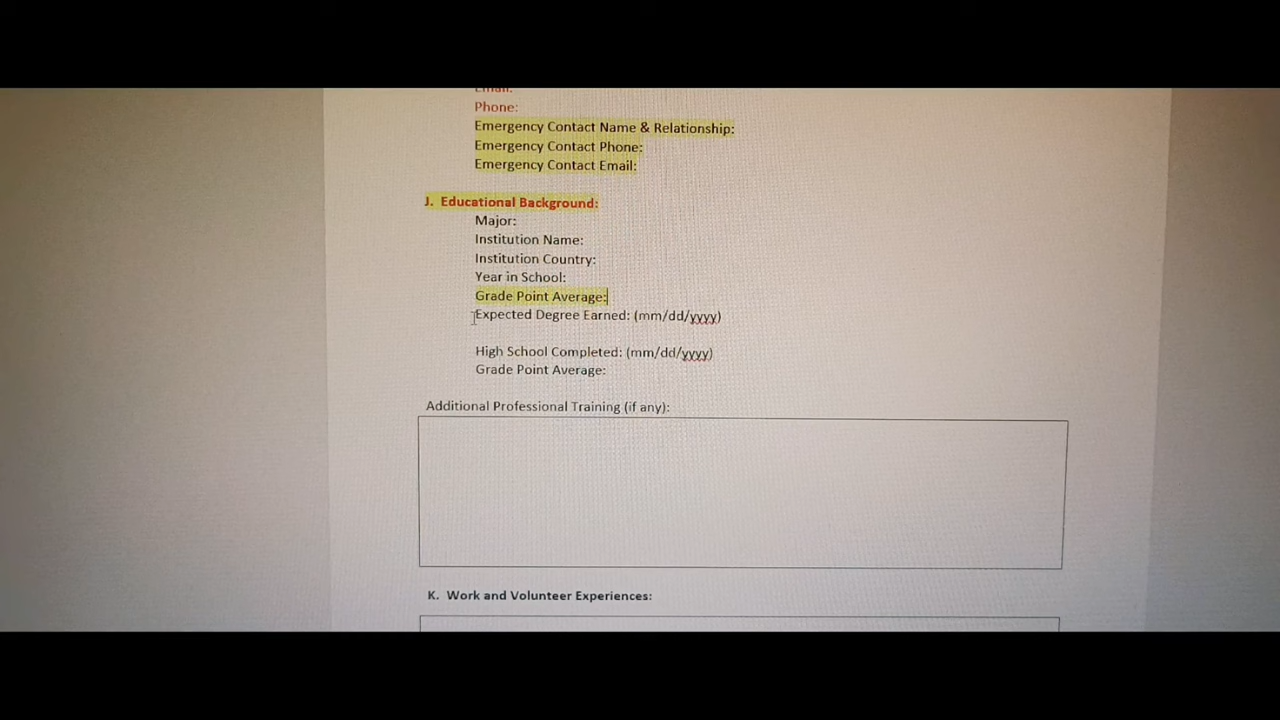 Email:
Phone:
Emergency Contact Name & Relationship:
Emergency Contact Phone:
Emergency Contact Email:
J. Educational Background:
Major:
Institution Name:
Institution Country:
Year in School:
Grade Point Average:
Expected Degree Earned: (mm/dd/yyyy)
High School Completed: (mm/dd/yyyy)
Grade Point Average:
Additional Professional Training (if any):
K. Work and Volunteer Experiences: